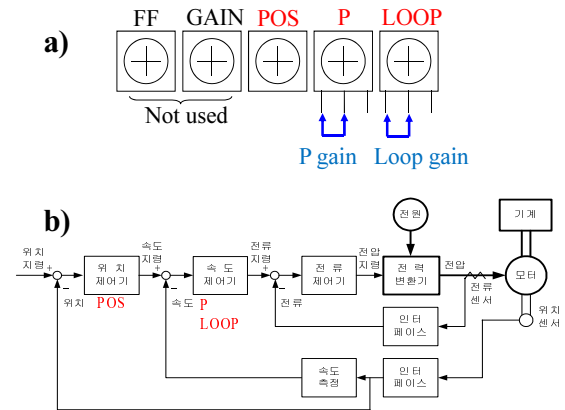 a)
FF GAIN POS P LOOP
Not used
P gain Loop gain
b)
전원
기계
위치
지령
+
−
위치
위 치
제어기
POS
속도
지령
+
−
속도
속 도
제어기
P
LOOP
전류
지령
+
−
전류
전 류
제어기
전압
지령
전 력
변환기
전압
전류
센서
모터
위치
센서
인터
페이스
속도
측정
인터
페이스